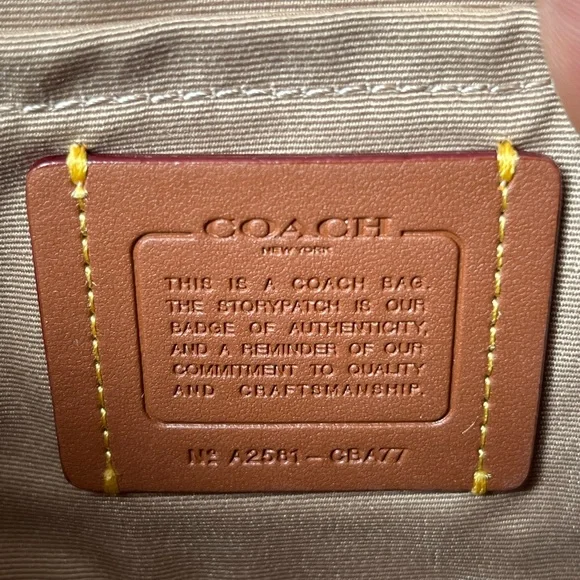 COACH
NEW YORK
THIS IS A COACH BAG.
THE STORYPATCH IS OUR
BADGE OF AUTHENTICITY,
AND A REMINDER OF OUR
COMMITMENT TO QUALITY
AND CRAFTSMANSHIP.
Nº A2581-CBA77